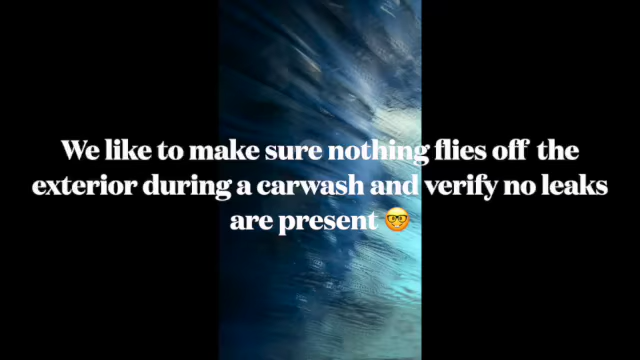 We like to make sure nothing flies off the
exterior during a carwash and verify no leaks
are present 🤓